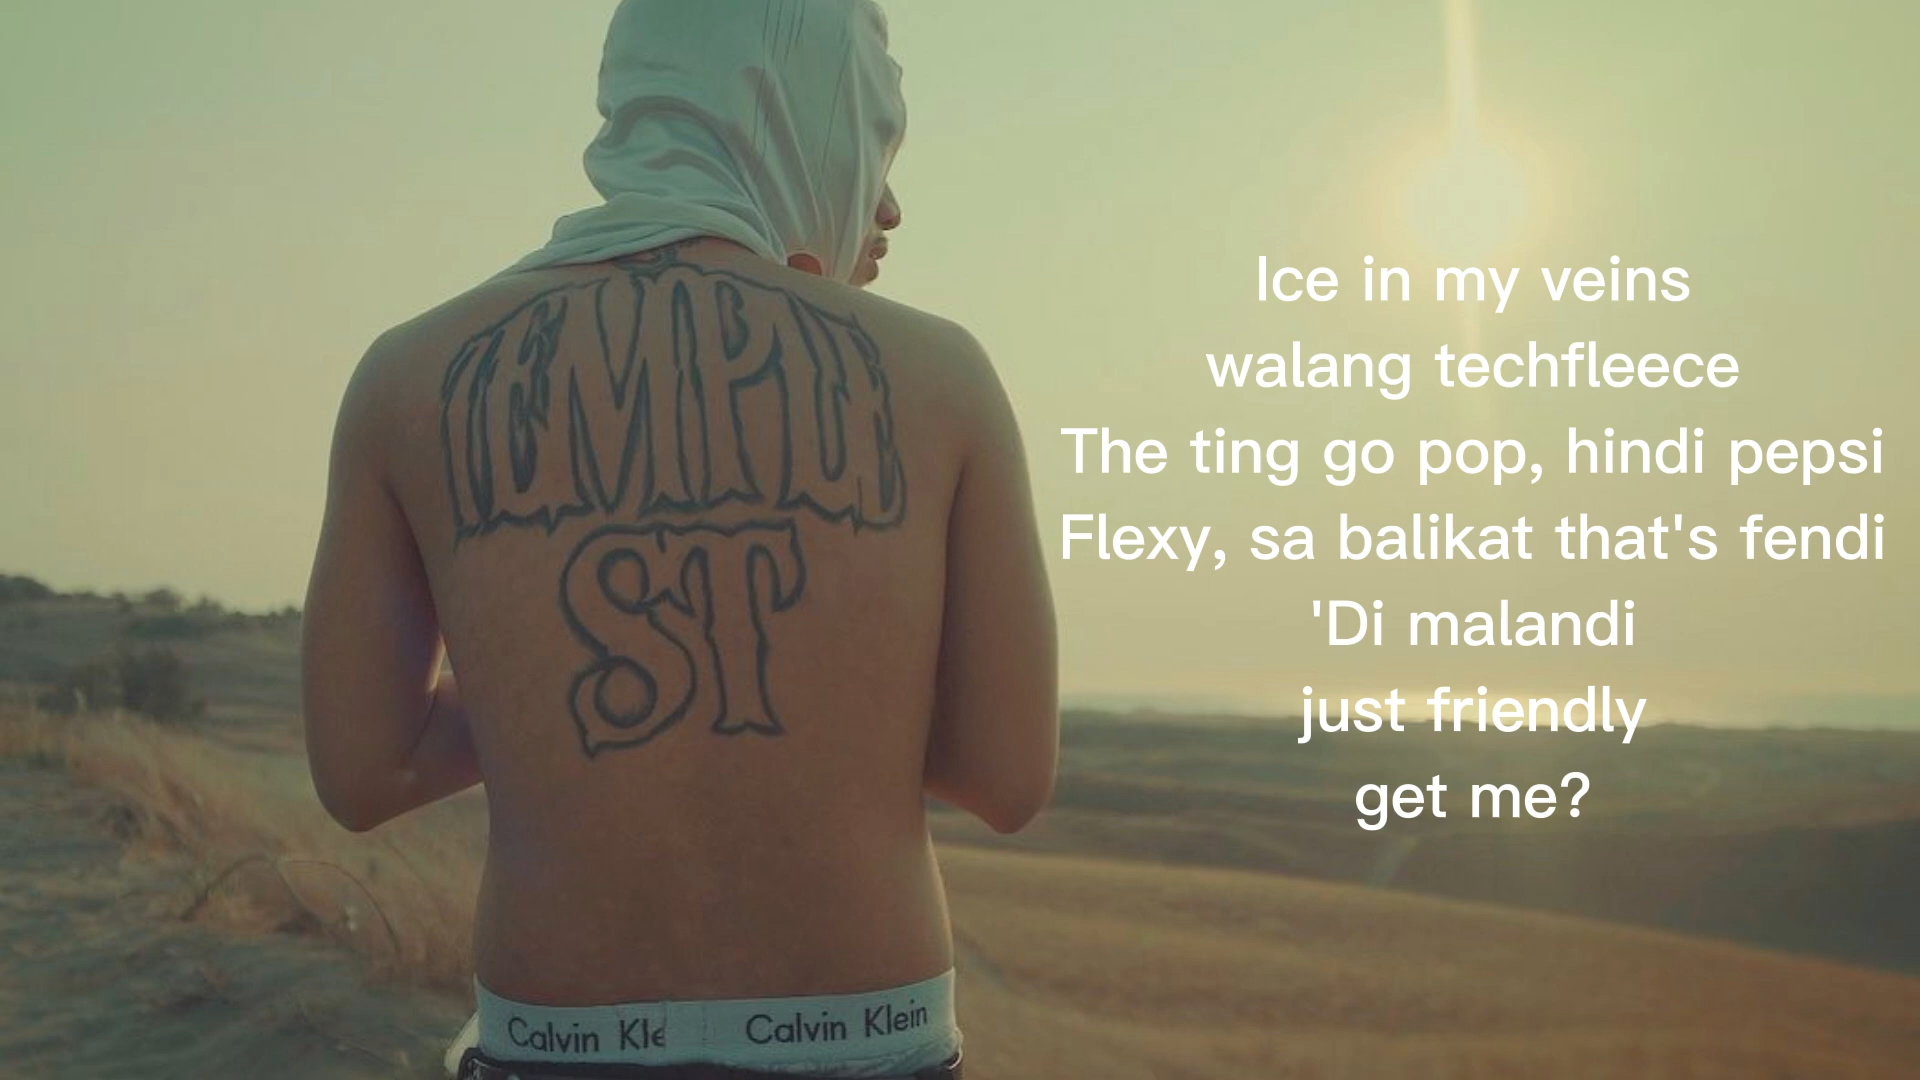 TEMPLE
ST
Calvin Kle Calvin Klein
Ice in my veins
walang techfleece
The ting go pop, hindi pepsi
Flexy, sa balikat that's fendi
'Di malandi
just friendly
get me?